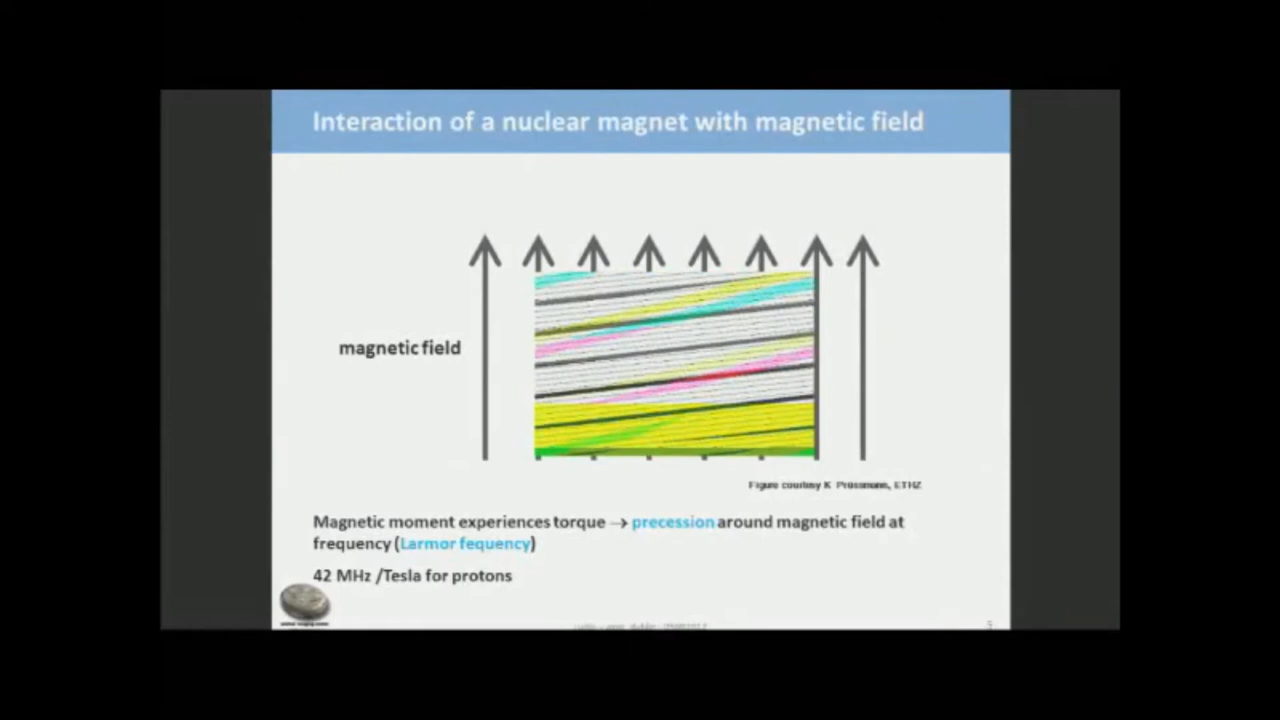 Interaction of a nuclear magnet with magnetic field
magnetic field
Figure courtesy K Prüssmann, ETHZ
Magnetic moment experiences torque → precession around magnetic field at
frequency (Larmor fequency)
42 MHz /Tesla for protons
5